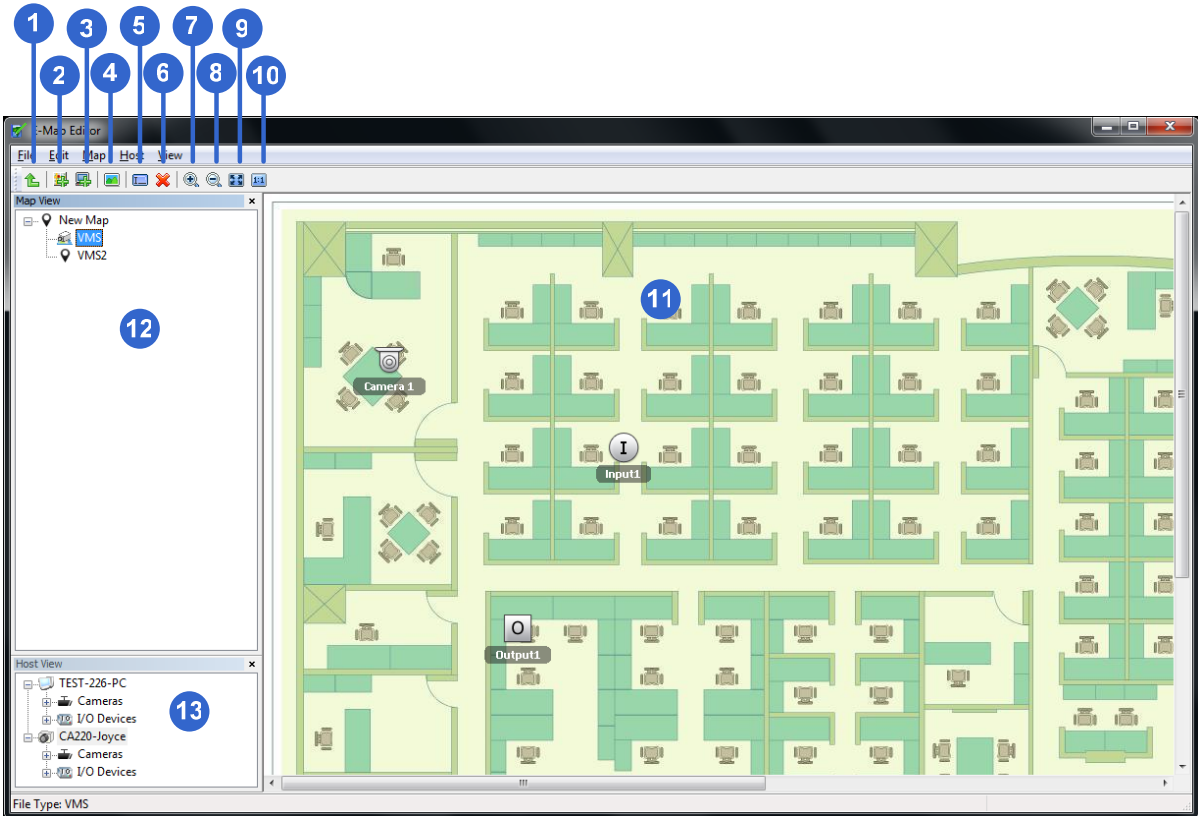 1
3
5
7
9
2
4
6
8
10
E-Map Editor
File Edit Map Host View
1:1
Map View
New Map
VMS
VMS2
12
11
Camera 1
I
Input1
O
Output1
Host View
TEST-226-PC
Cameras
I/O Devices
CA220-Joyce
Cameras
I/O Devices
13
File Type: VMS